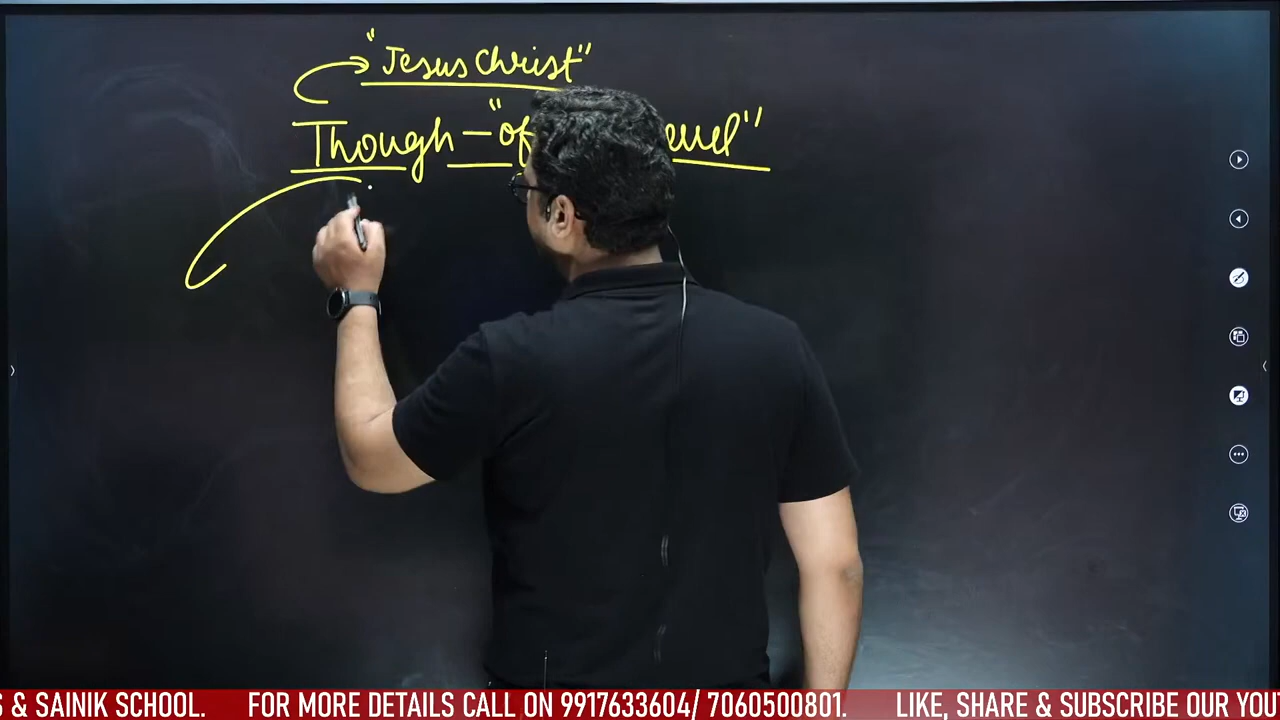 "Jesus Christ"
Though - "of
S & SAINIK SCHOOL. FOR MORE DETAILS CALL ON 9917633604/ 7060500801. LIKE, SHARE & SUBSCRIBE OUR YOU